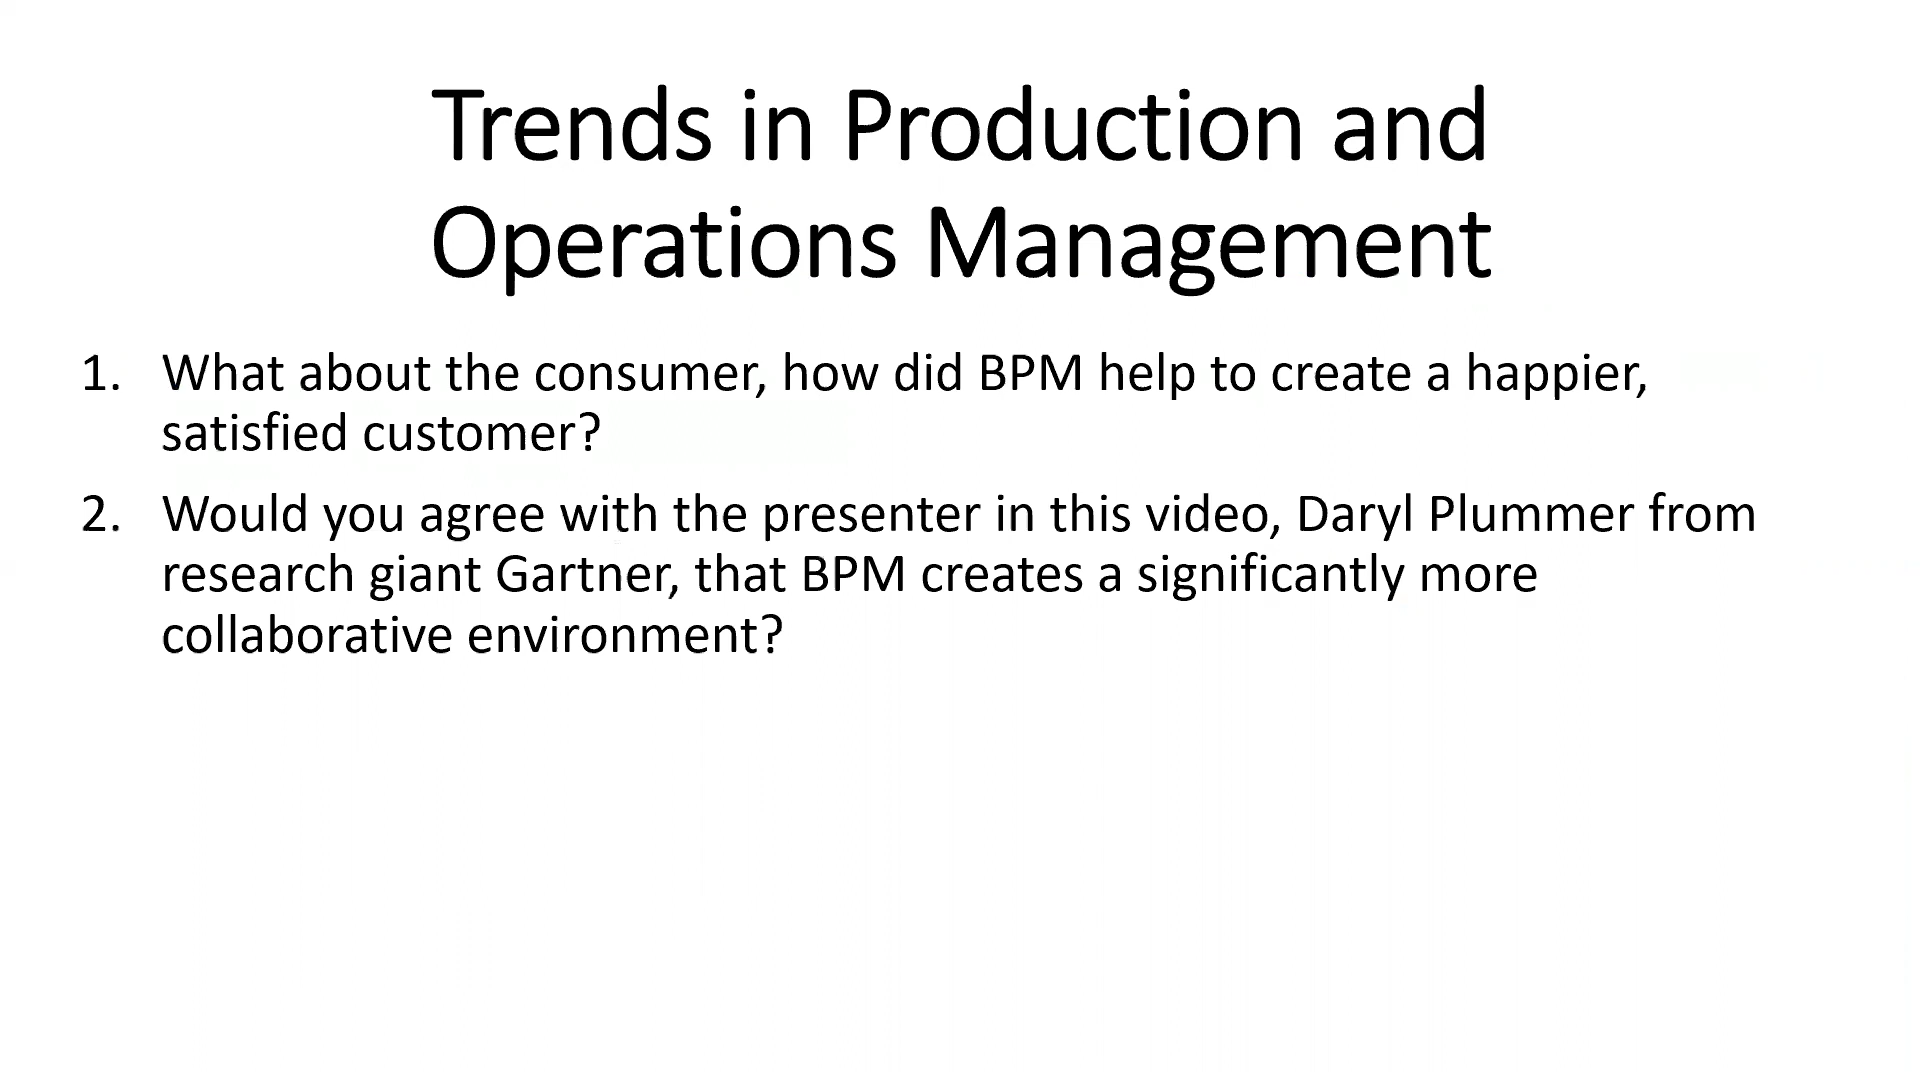 Trends in Production and
Operations Management
1. What about the consumer, how did BPM help to create a happier,
satisfied customer?
2. Would you agree with the presenter in this video, Daryl Plummer from
research giant Gartner, that BPM creates a significantly more
collaborative environment?